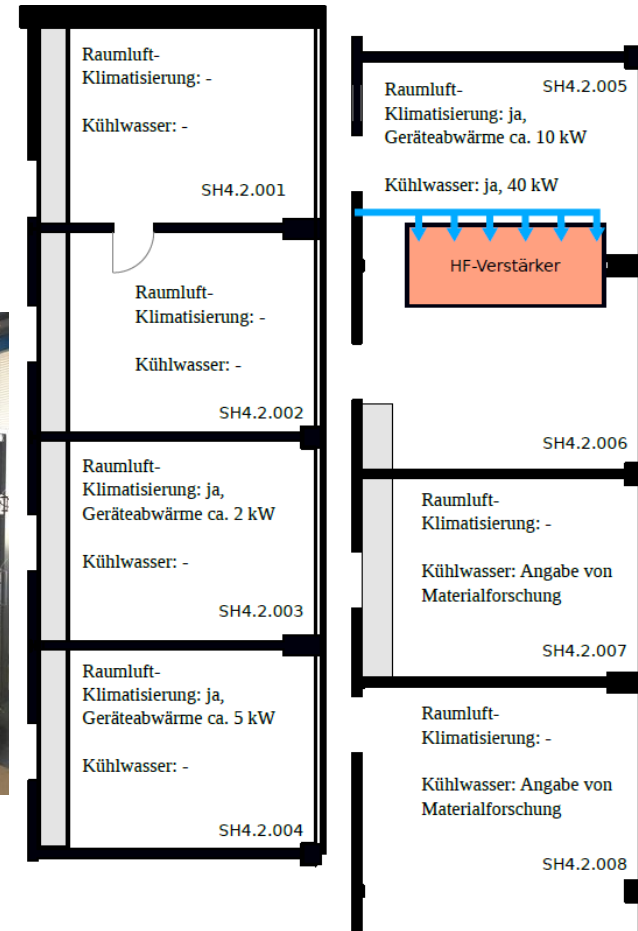 Raumluft-
Klimatisierung: -
Kühlwasser: -
SH4.2.001
Raumluft-
Klimatisierung: -
Kühlwasser: -
SH4.2.002
Raumluft-
Klimatisierung: ja,
Geräteabwärme ca. 2 kW
Kühlwasser: -
SH4.2.003
Raumluft-
Klimatisierung: ja,
Geräteabwärme ca. 5 kW
Kühlwasser: -
SH4.2.004
SH4.2.005
Raumluft-
Klimatisierung: ja,
Geräteabwärme ca. 10 kW
Kühlwasser: ja, 40 kW
HF-Verstärker
SH4.2.006
Raumluft-
Klimatisierung: -
Kühlwasser: Angabe von
Materialforschung
SH4.2.007
Raumluft-
Klimatisierung: -
Kühlwasser: Angabe von
Materialforschung
SH4.2.008